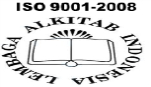 ISO 9001-2008
LEMBAGA ALKITAB INDONESIA